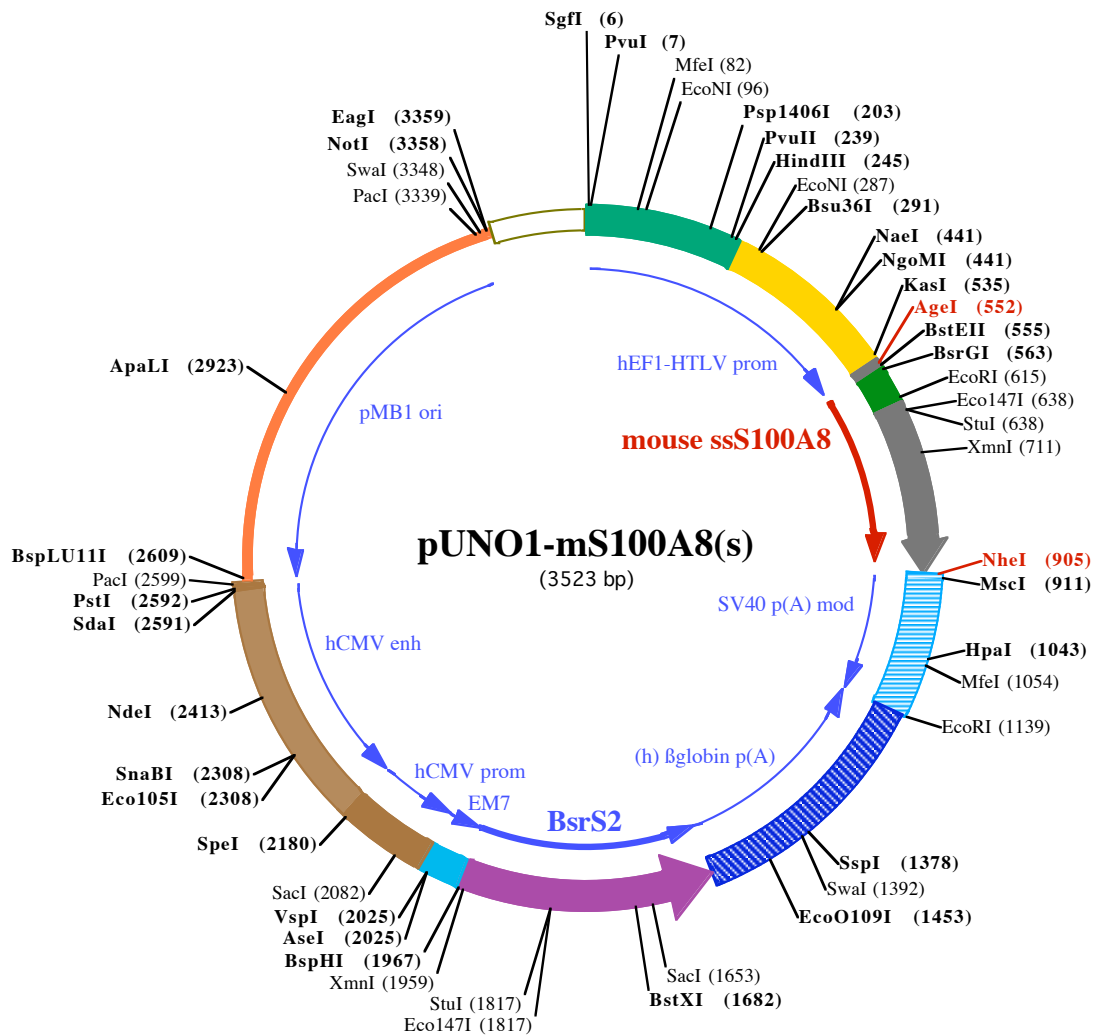 SgfI (6)
PvuI (7)
MfeI (82)
EcoNI (96)
Psp1406I (203)
PvuII (239)
HindIII (245)
EcoNI (287)
Bsu36I (291)
NaeI (441)
NgoMI (441)
KasI (535)
AgeI (552)
BstEII (555)
BsrGI (563)
EcoRI (615)
Eco147I (638)
StuI (638)
XmnI (711)
NheI (905)
MscI (911)
HpaI (1043)
MfeI (1054)
EcoRI (1139)
SspI (1378)
SwaI (1392)
EcoO109I (1453)
SacI (1653)
BstXI (1682)
StuI (1817)
Eco147I (1817)
XmnI (1959)
BspHI (1967)
AseI (2025)
VspI (2025)
SacI (2082)
SpeI (2180)
Eco105I (2308)
SnaBI (2308)
NdeI (2413)
SdaI (2591)
PstI (2592)
PacI (2599)
BspLU11I (2609)
ApaLI (2923)
PacI (3339)
SwaI (3348)
NotI (3358)
EagI (3359)
hEF1-HTLV prom
mouse ssS100A8
pUNO1-mS100A8(s)
(3523 bp)
SV40 p(A) mod
(h) ßglobin p(A)
BsrS2
EM7
hCMV prom
hCMV enh
pMB1 ori